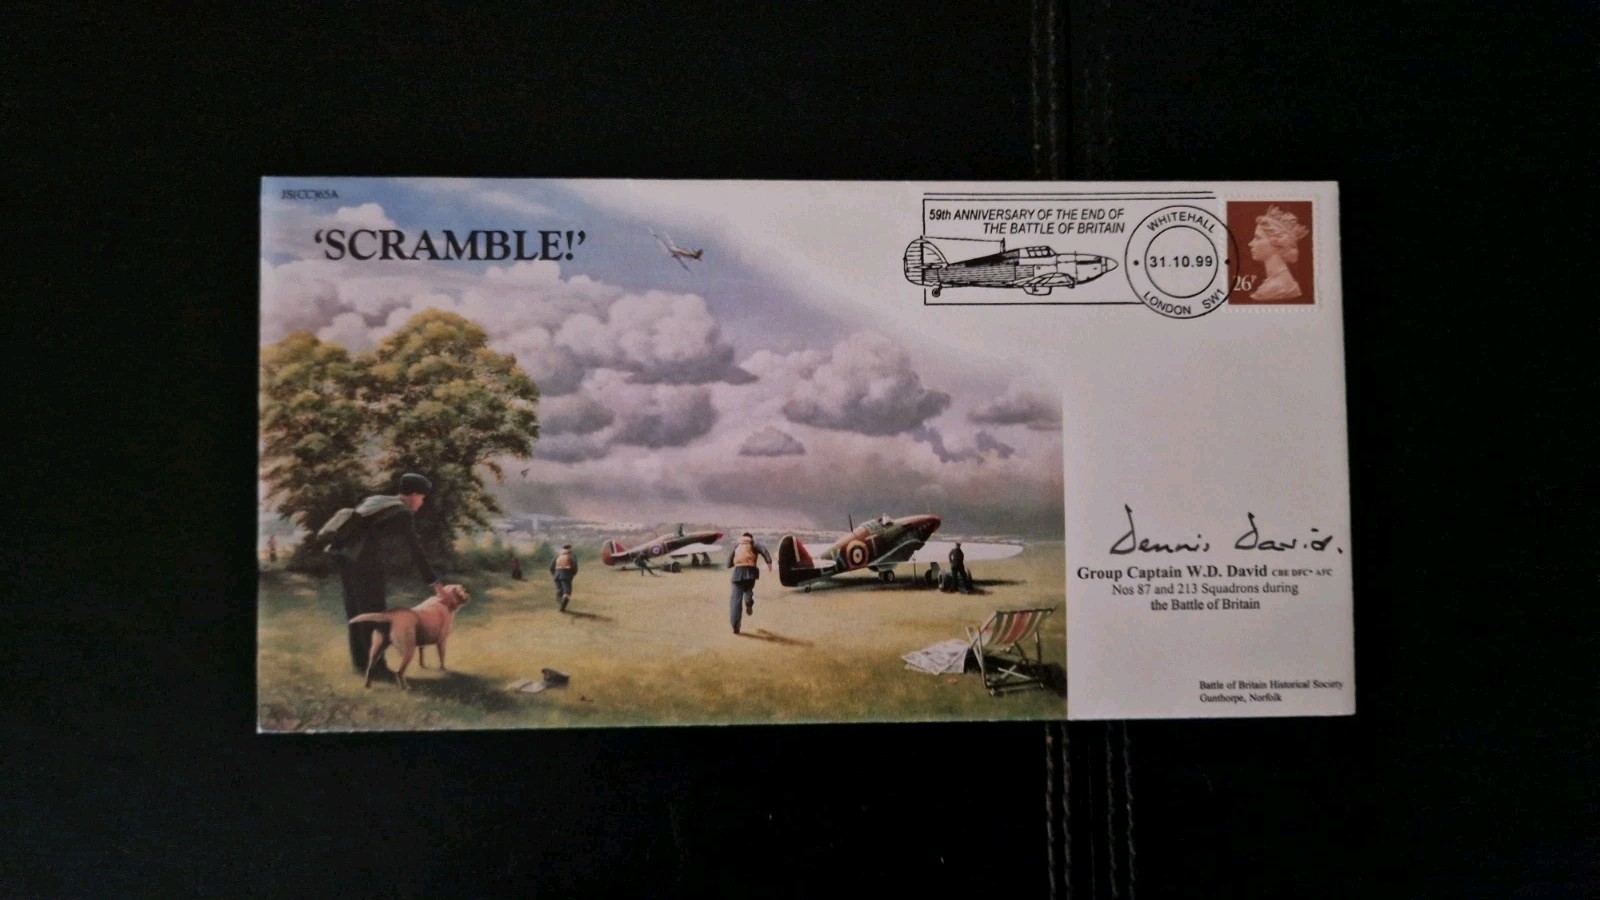 JS(CC)65A
'SCRAMBLE!'
59th ANNIVERSARY OF THE END OF
THE BATTLE OF BRITAIN
WHITEHALL
31.10.99
LONDON SW1
26P
Dennis David.
Group Captain W.D. David CBE DFC* AFC
Nos 87 and 213 Squadrons during
the Battle of Britain
Battle of Britain Historical Society
Gunthorpe, Norfolk